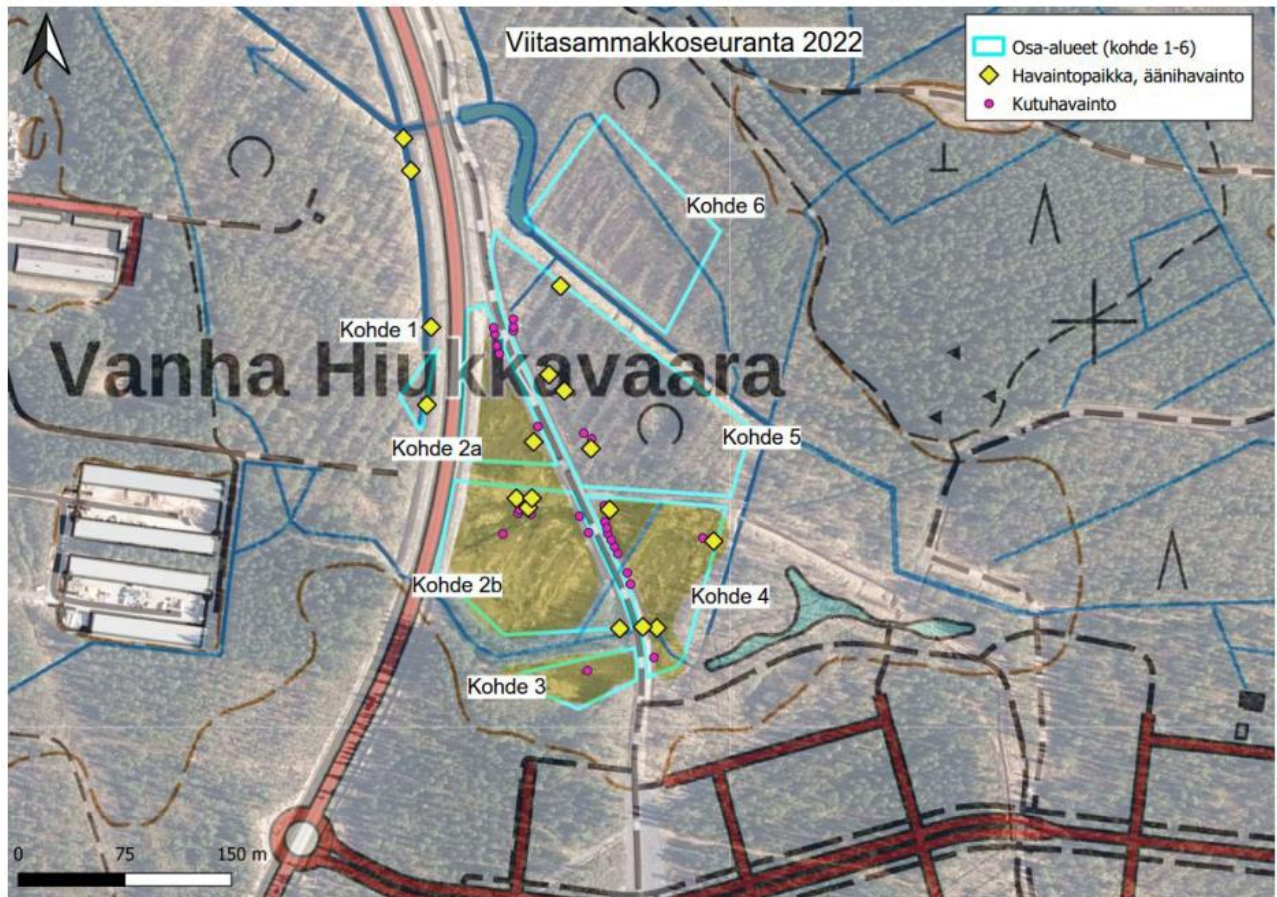 Viitasammakkoseuranta 2022
Osa-alueet (kohde 1-6)
Havaintopaikka, äänihavainto
Kutuhavainto
Kohde 6
Kohde 1
Vanha Hiukkavaara
Kohde 2a
Kohde 5
Kohde 2b
Kohde 4
Kohde 3
0 75 150 m